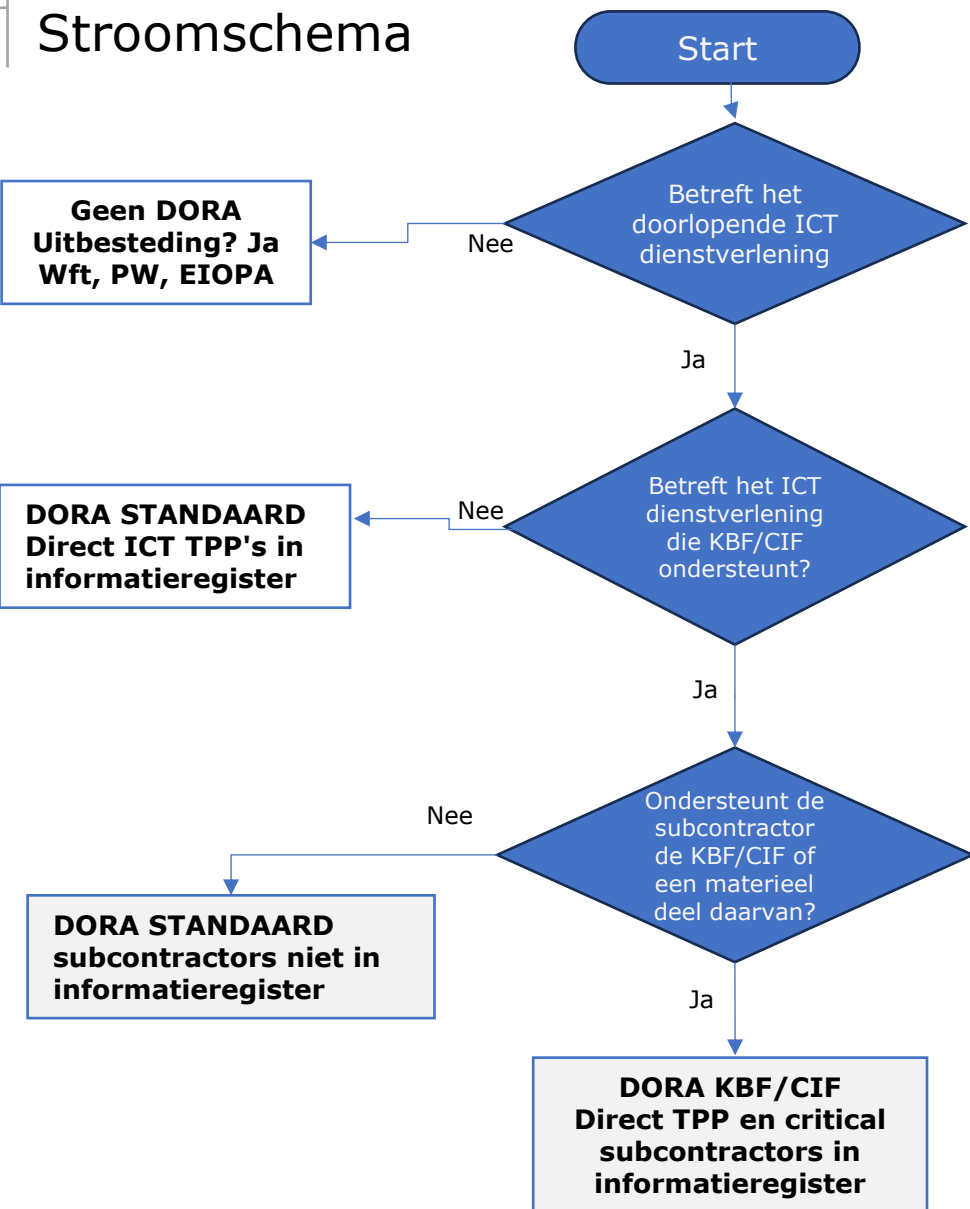 Stroomschema
Start
Betreft het
doorlopende ICT
dienstverlening
Nee
Geen DORA
Uitbesteding? Ja
Wft, PW, EIOPA
Ja
Betreft het ICT
dienstverlening
die KBF/CIF
ondersteunt?
Nee
DORA STANDAARD
Direct ICT TPP's in
informatieregister
Ja
Ondersteunt de
subcontractor
de KBF/CIF of
een materieel
deel daarvan?
Nee
DORA STANDAARD
subcontractors niet in
informatieregister
Ja
DORA KBF/CIF
Direct TPP en critical
subcontractors in
informatieregister